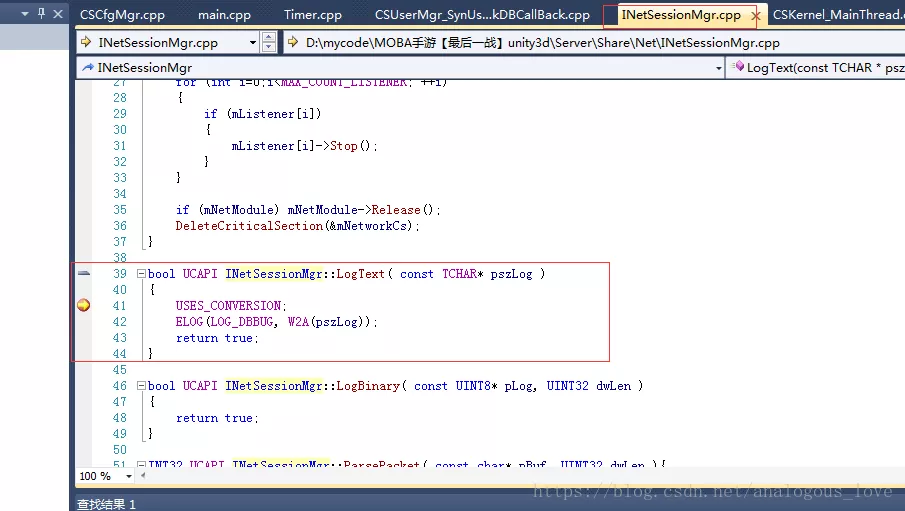 CSCfgMgr.cpp main.cpp Timer.cpp CSUserMgr_SynUs...kDBCallBack.cpp INetSessionMgr.cpp CSKernel_MainThread.
INetSessionMgr.cpp D:\mycode\MOBA手游【最后一战】unity3d\Server\Share\Net\INetSessionMgr.cpp
INetSessionMgr LogText(const TCHAR * psz
27 for (int i=0;i<MAX_COUNT_LISTENER; ++i)
28 {
29 if (mListener[i])
30 {
31 mListener[i]->Stop();
32 }
33 }
34
35 if (mNetModule) mNetModule->Release();
36 DeleteCriticalSection(&mNetworkCs);
37 }
38
39 bool UCAPI INetSessionMgr::LogText( const TCHAR* pszLog )
40 {
41 USES_CONVERSION;
42 ELOG(LOG_DBBUG, W2A(pszLog));
43 return true;
44 }
45
46 bool UCAPI INetSessionMgr::LogBinary( const UINT8* pLog, UINT32 dwLen )
47 {
48 return true;
49 }
50
51 INT32 UCAPI INetSessionMgr::ParsePacket( const char* pBuf, UINT32 dwLen ){
100 %
查找结果 1
https://blog.csdn.net/analogous_love